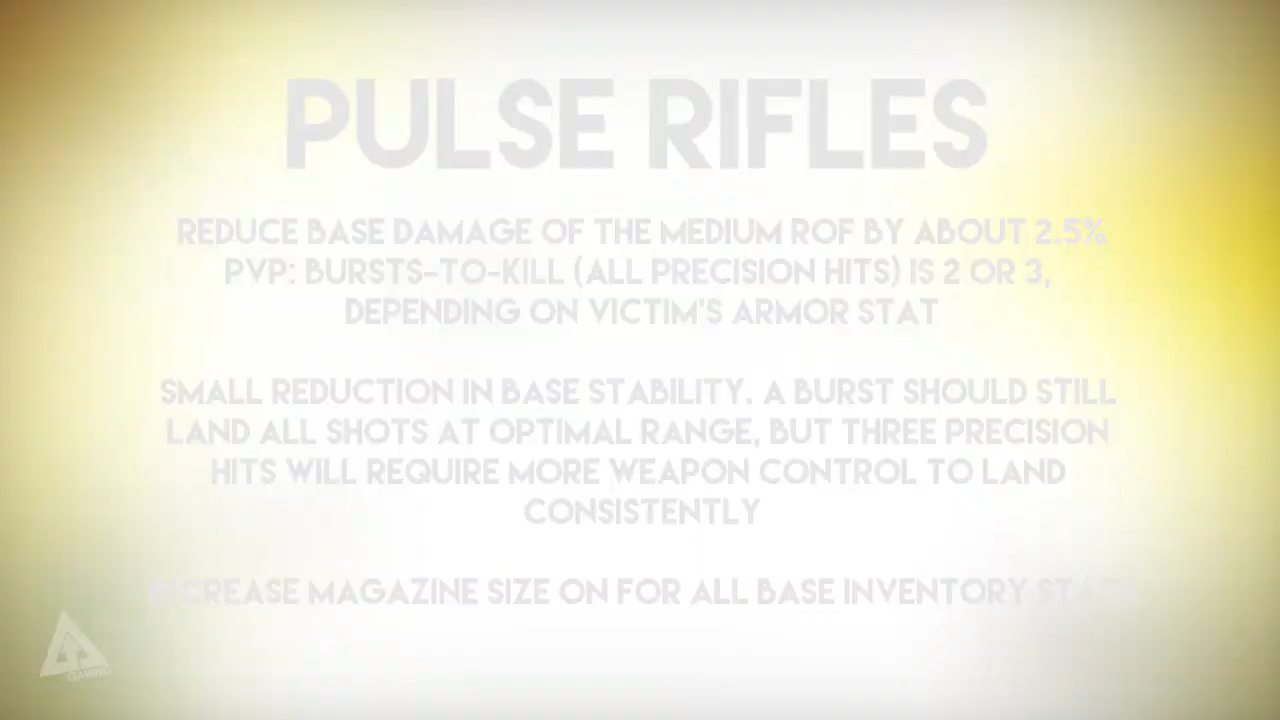 PULSE RIFLES
REDUCE BASE DAMAGE OF THE MEDIUM ROF BY ABOUT 2.5%
PVP: BURSTS-TO-KILL (ALL PRECISION HITS) IS 2 OR 3,
DEPENDING ON VICTIM'S ARMOR STAT
SMALL REDUCTION IN BASE STABILITY. A BURST SHOULD STILL
LAND ALL SHOTS AT OPTIMAL RANGE, BUT THREE PRECISION
HITS WILL REQUIRE MORE WEAPON CONTROL TO LAND
CONSISTENTLY
INCREASE MAGAZINE SIZE ON FOR ALL BASE INVENTORY STATS
GAMING